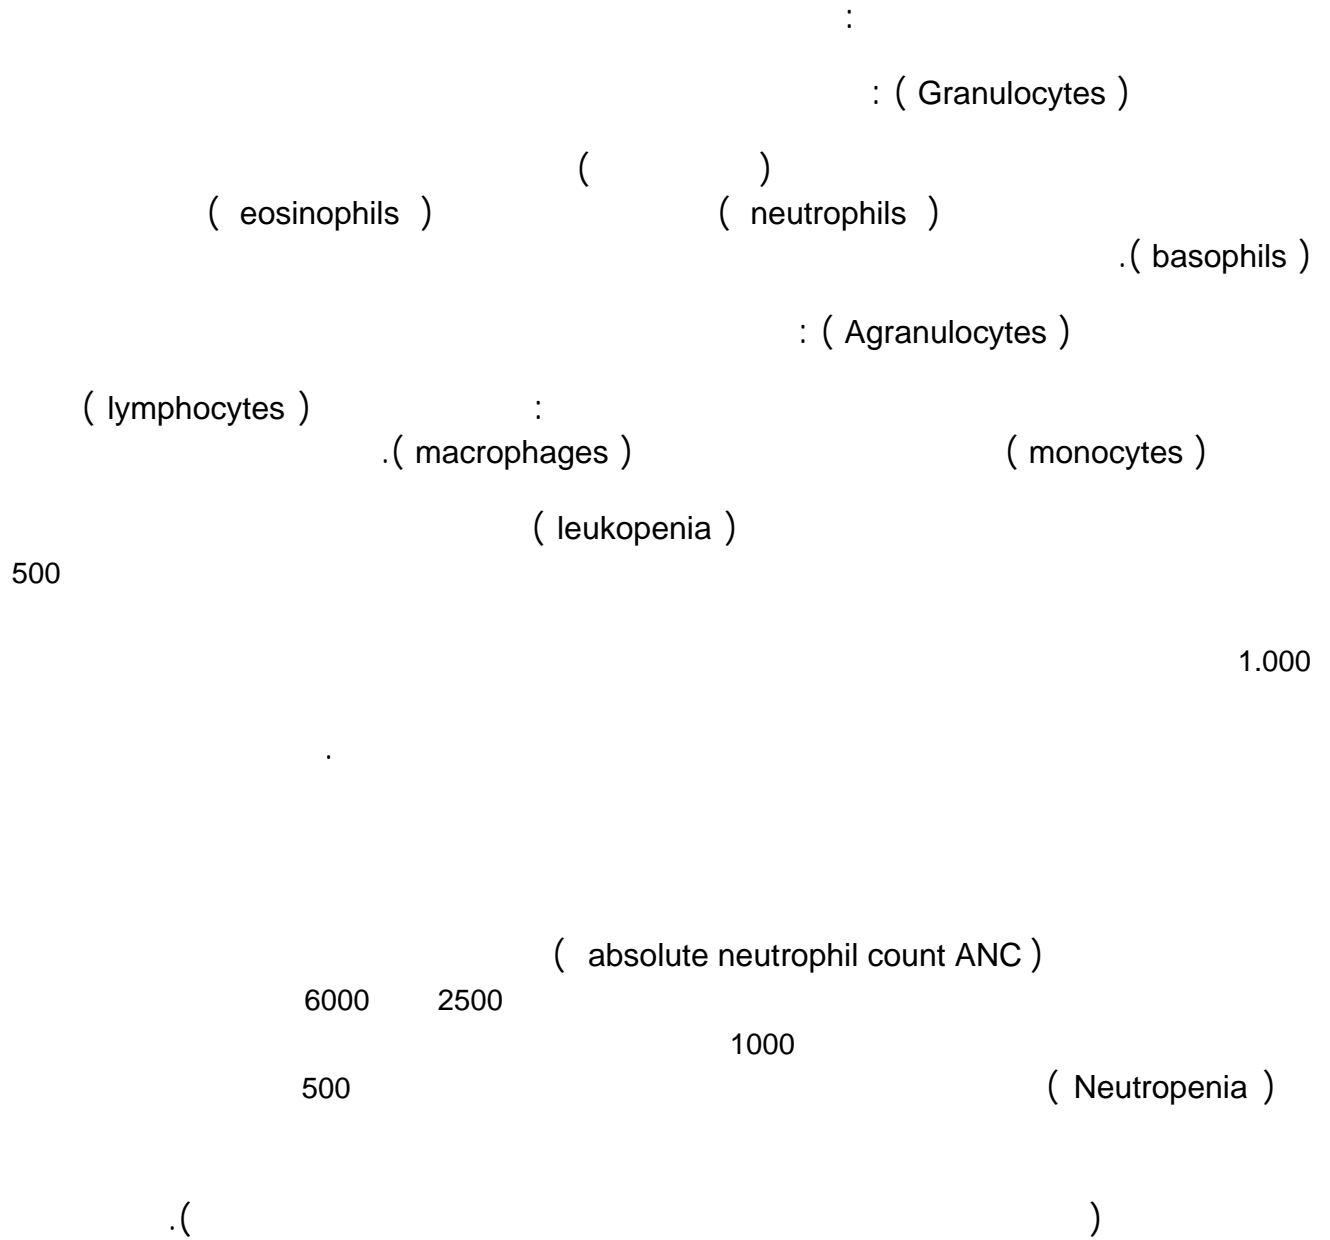 :
( Granulocytes ) :
( )
( neutrophils ) ( eosinophils )
( basophils ).
( Agranulocytes ) :
: ( lymphocytes )
( monocytes ) ( macrophages ).
( leukopenia )
500
1.000
.
( absolute neutrophil count ANC )
2500 6000
1000
( Neutropenia ) 500
( ).